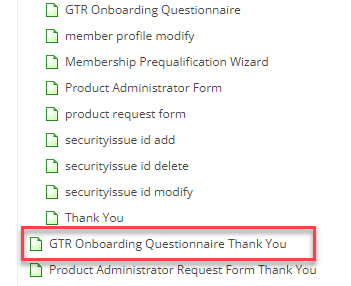 GTR Onboarding Questionnaire
member profile modify
Membership Prequalification Wizard
Product Administrator Form
product request form
securityissue id add
securityissue id delete
securityissue id modify
Thank You
GTR Onboarding Questionnaire Thank You
Product Administrator Request Form Thank You